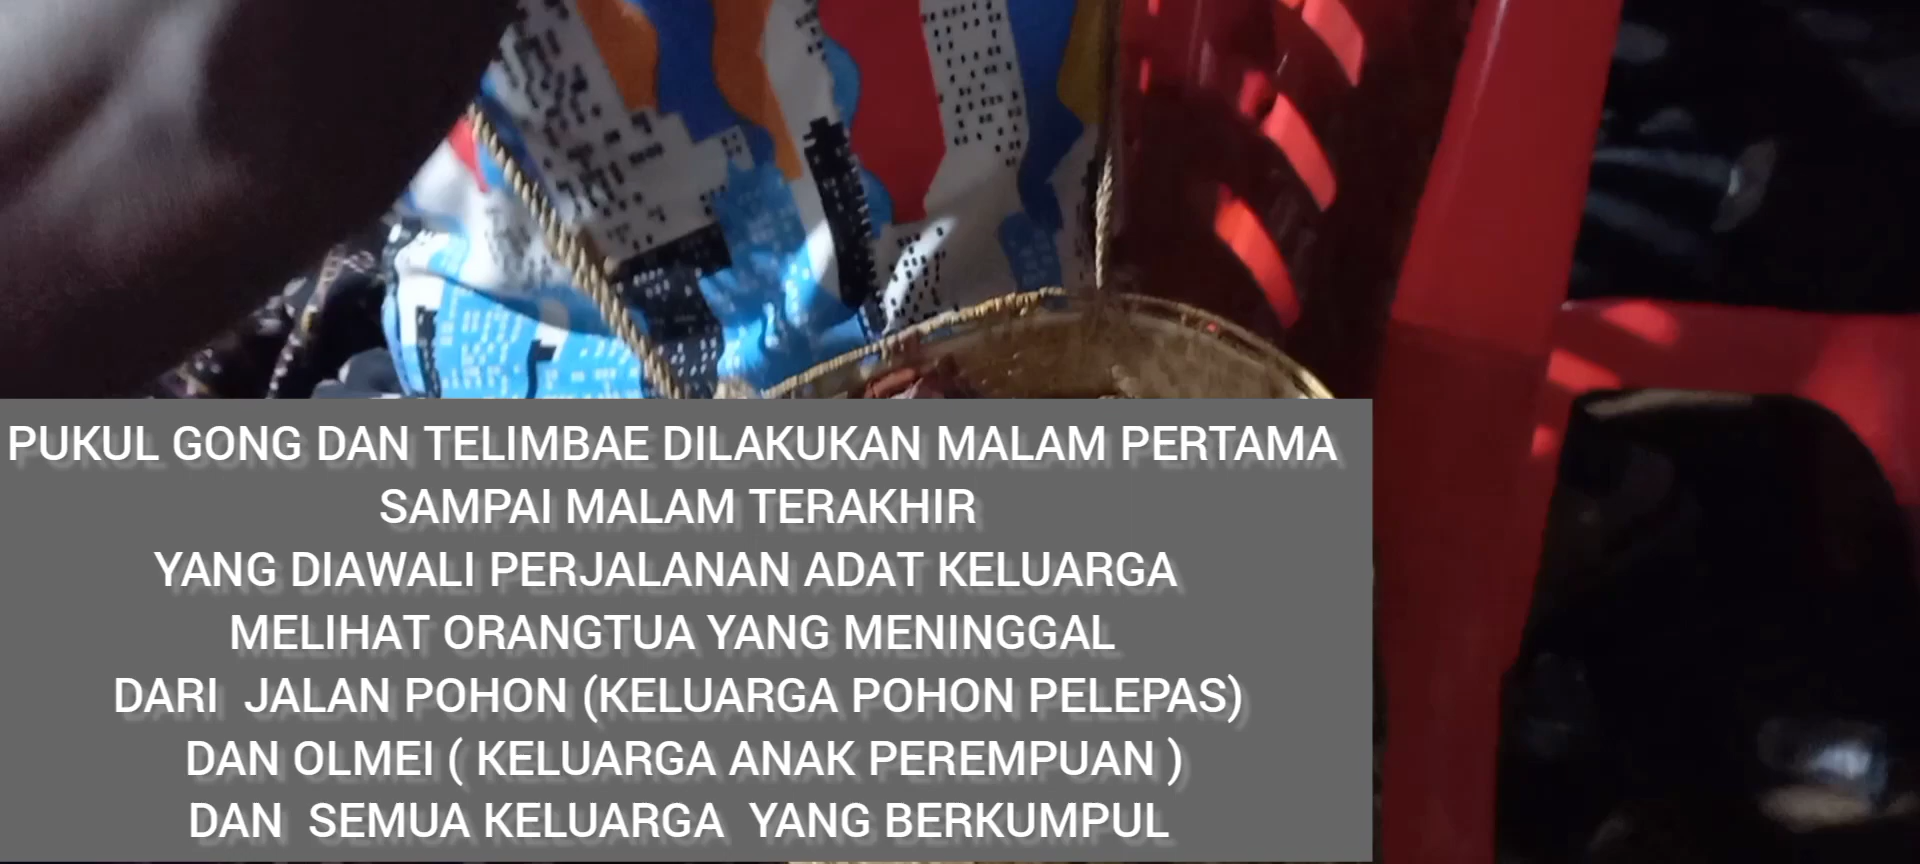 PUKUL GONG DAN TELIMBAE DILAKUKAN MALAM PERTAMA
SAMPAI MALAM TERAKHIR
YANG DIAWALI PERJALANAN ADAT KELUARGA
MELIHAT ORANGTUA YANG MENINGGAL
DARI  JALAN POHON (KELUARGA POHON PELEPAS)
DAN OLMEI ( KELUARGA ANAK PEREMPUAN )
DAN  SEMUA KELUARGA  YANG BERKUMPUL